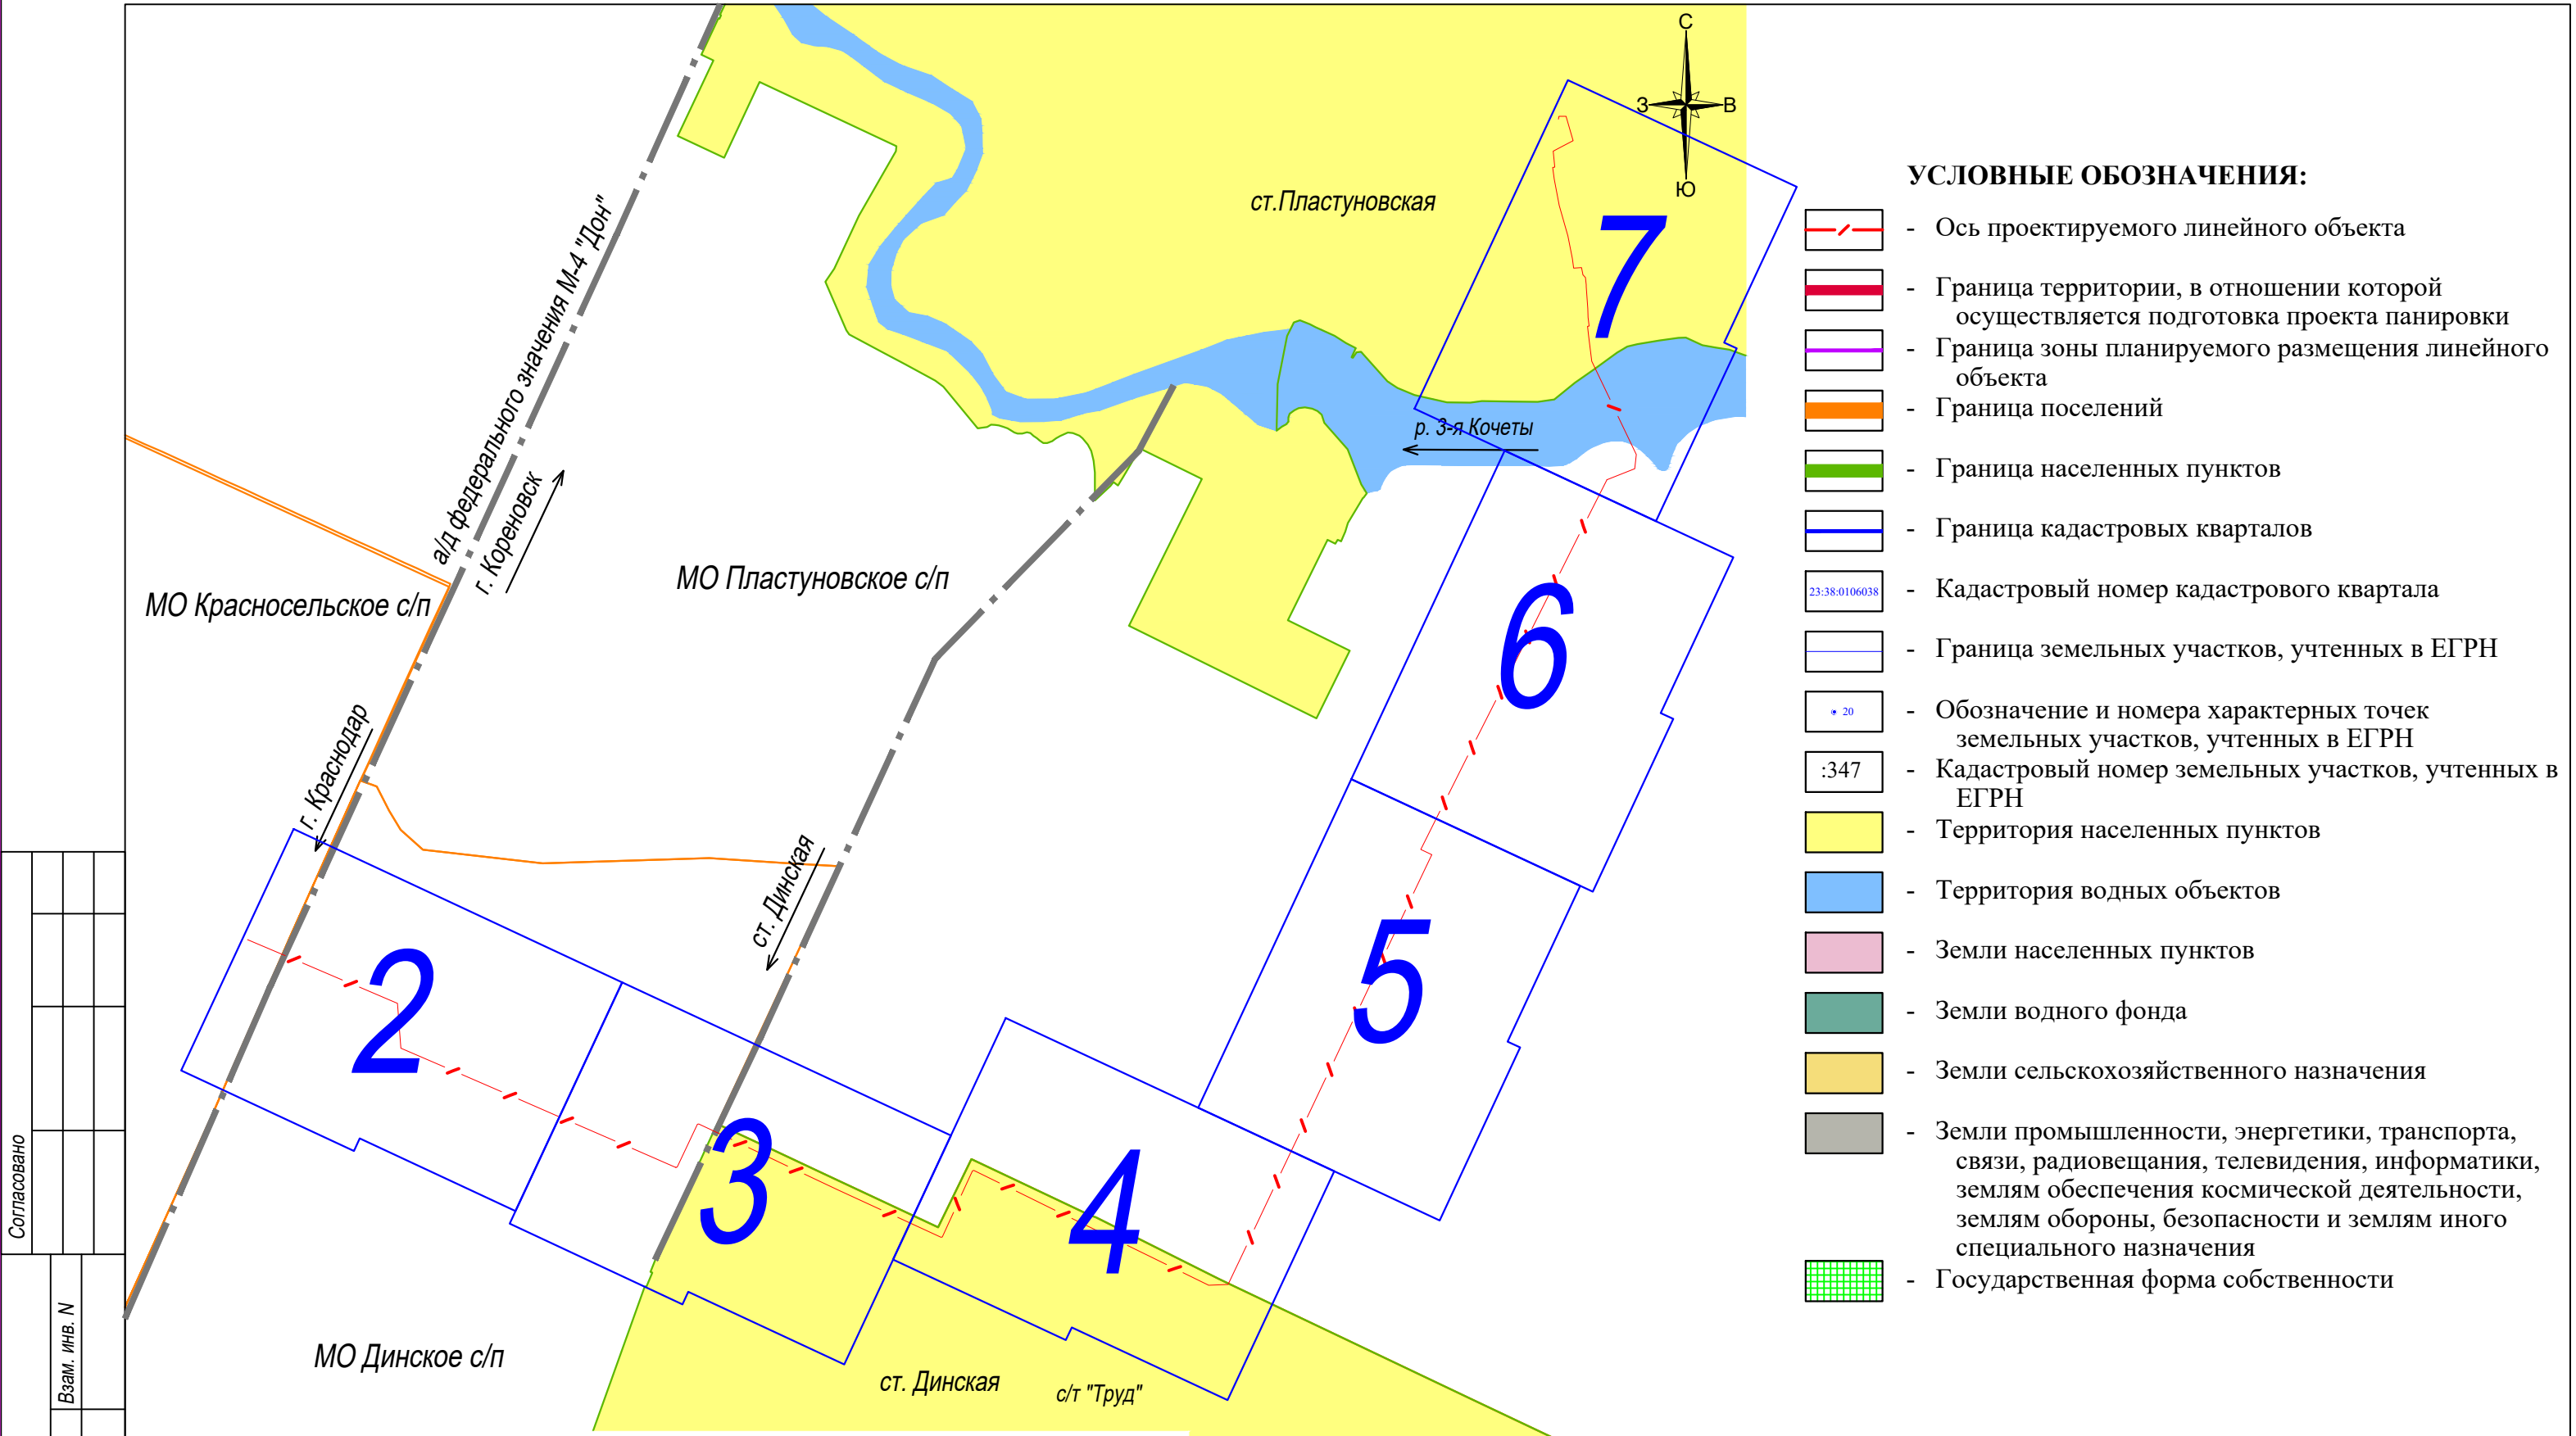 С
З
В
Ю
ст.Пластуновская
7
а/д федерального значения М-4 "Дон"
г. Кореновск
р. 3-я Кочеты
МО Пластуновское с/п
МО Красносельское с/п
6
г. Краснодар
ст. Динская
5
2
3
4
МО Динское с/п
ст. Динская
с/т "Труд"
Согласовано
Взам. инв. N
УСЛОВНЫЕ ОБОЗНАЧЕНИЯ:
- Ось проектируемого линейного объекта
- Граница территории, в отношении которой
осуществляется подготовка проекта панировки
- Граница зоны планируемого размещения линейного
объекта
- Граница поселений
- Граница населенных пунктов
- Граница кадастровых кварталов
23:38:0106038 - Кадастровый номер кадастрового квартала
- Граница земельных участков, учтенных в ЕГРН
20 - Обозначение и номера характерных точек
земельных участков, учтенных в ЕГРН
:347 - Кадастровый номер земельных участков, учтенных в
ЕГРН
- Территория населенных пунктов
- Территория водных объектов
- Земли населенных пунктов
- Земли водного фонда
- Земли сельскохозяйственного назначения
- Земли промышленности, энергетики, транспорта,
связи, радиовещания, телевидения, информатики,
землям обеспечения космической деятельности,
землям обороны, безопасности и землям иного
специального назначения
- Государственная форма собственности